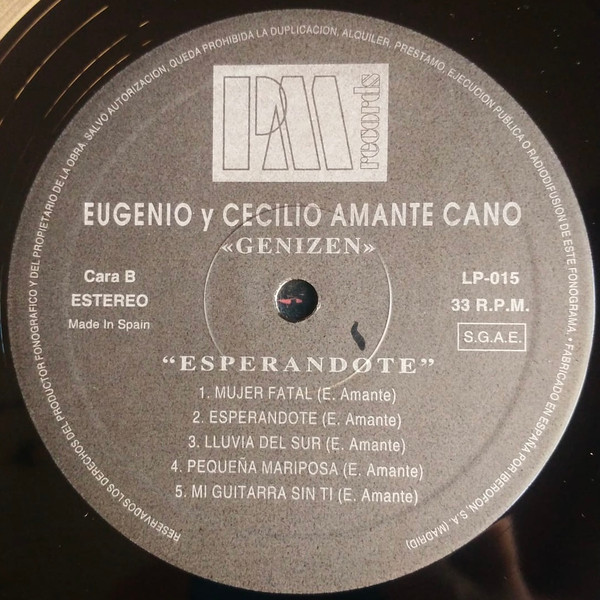 RESERVADOS LOS DERECHOS DEL PRODUCTOR FONOGRAFICO Y DEL PROPIETARIO DE LA OBRA. SALVO AUTORIZACION, QUEDA PROHIBIDA LA DUPLICACION, ALQUILER, PRESTAMO, EJECUCION PUBLICA O RADIODIFUSION DE ESTE FONOGRAMA. • FABRICADO EN ESPAÑA POR IBEROFON, S.A. (MADRID)
PM records
EUGENIO y CECILIO AMANTE CANO
«GENIZEN»
Cara B
ESTEREO
Made In Spain
LP-015
33 R.P.M.
S.G.A.E.
“ESPERANDOTE”
1. MUJER FATAL (E. Amante)
2. ESPERANDOTE (E. Amante)
3. LLUVIA DEL SUR (E. Amante)
4. PEQUEÑA MARIPOSA (E. Amante)
5. MI GUITARRA SIN TI (E. Amante)